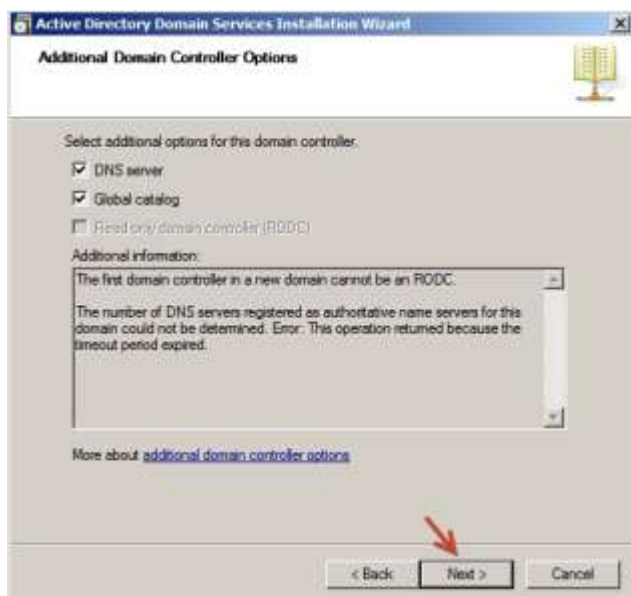 Active Directory Domain Services Installation Wizard
Additional Domain Controller Options
Select additional options for this domain controller.
DNS server
Global catalog
Read only domain controller (RODC)
Additional information:
The first domain controller in a new domain cannot be an RODC.
The number of DNS servers registered as authoritative name servers for this
domain could not be determined. Error: This operation returned because the
timeout period expired.
More about additional domain controller options
< Back
Next >
Cancel